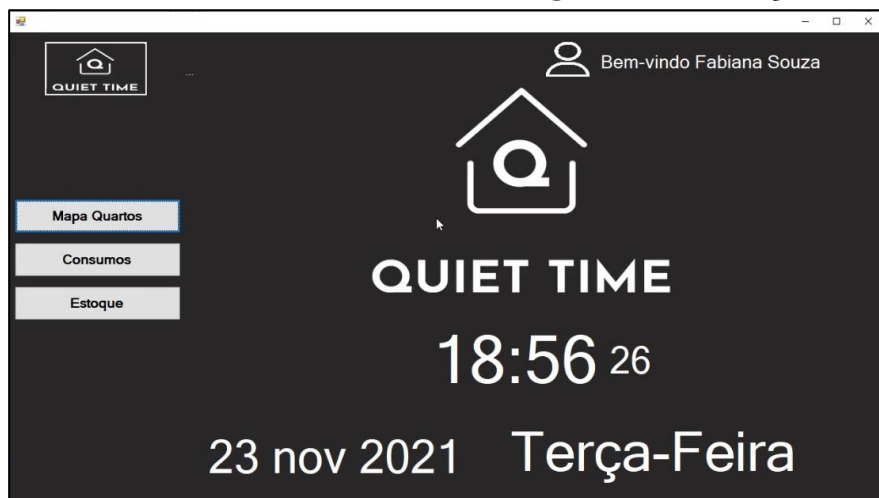 QUIET TIME
...
Bem-vindo Fabiana Souza
Mapa Quartos
Consumos
Estoque
Q
QUIET TIME
18:56 26
23 nov 2021 Terça-Feira